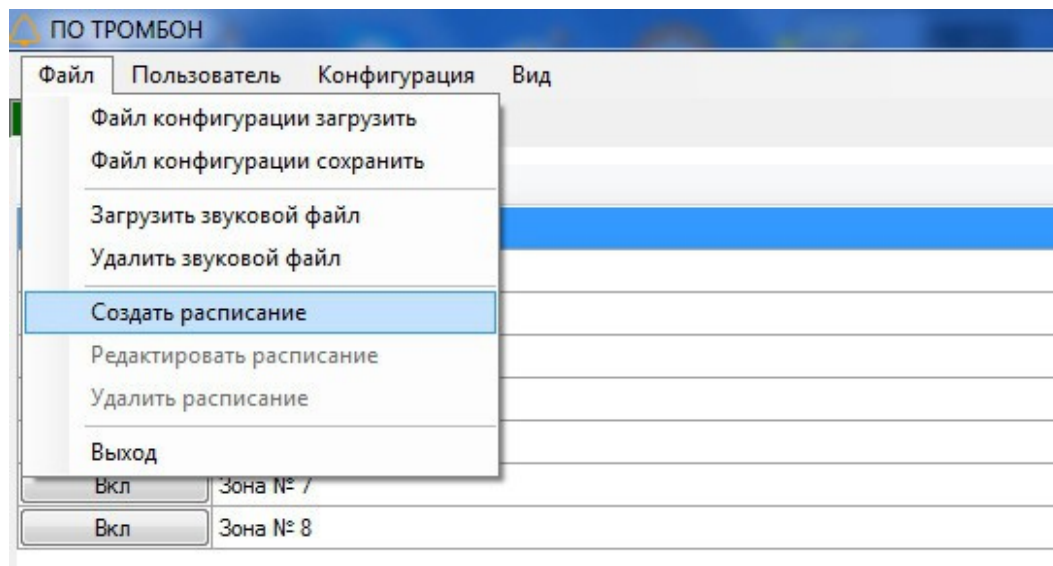 ПО ТРОМБОН
Файл Пользователь Конфигурация Вид
Файл конфигурации загрузить
Файл конфигурации сохранить
Загрузить звуковой файл
Удалить звуковой файл
Создать расписание
Редактировать расписание
Удалить расписание
Выход
Вкл Зона № 7
Вкл Зона № 8